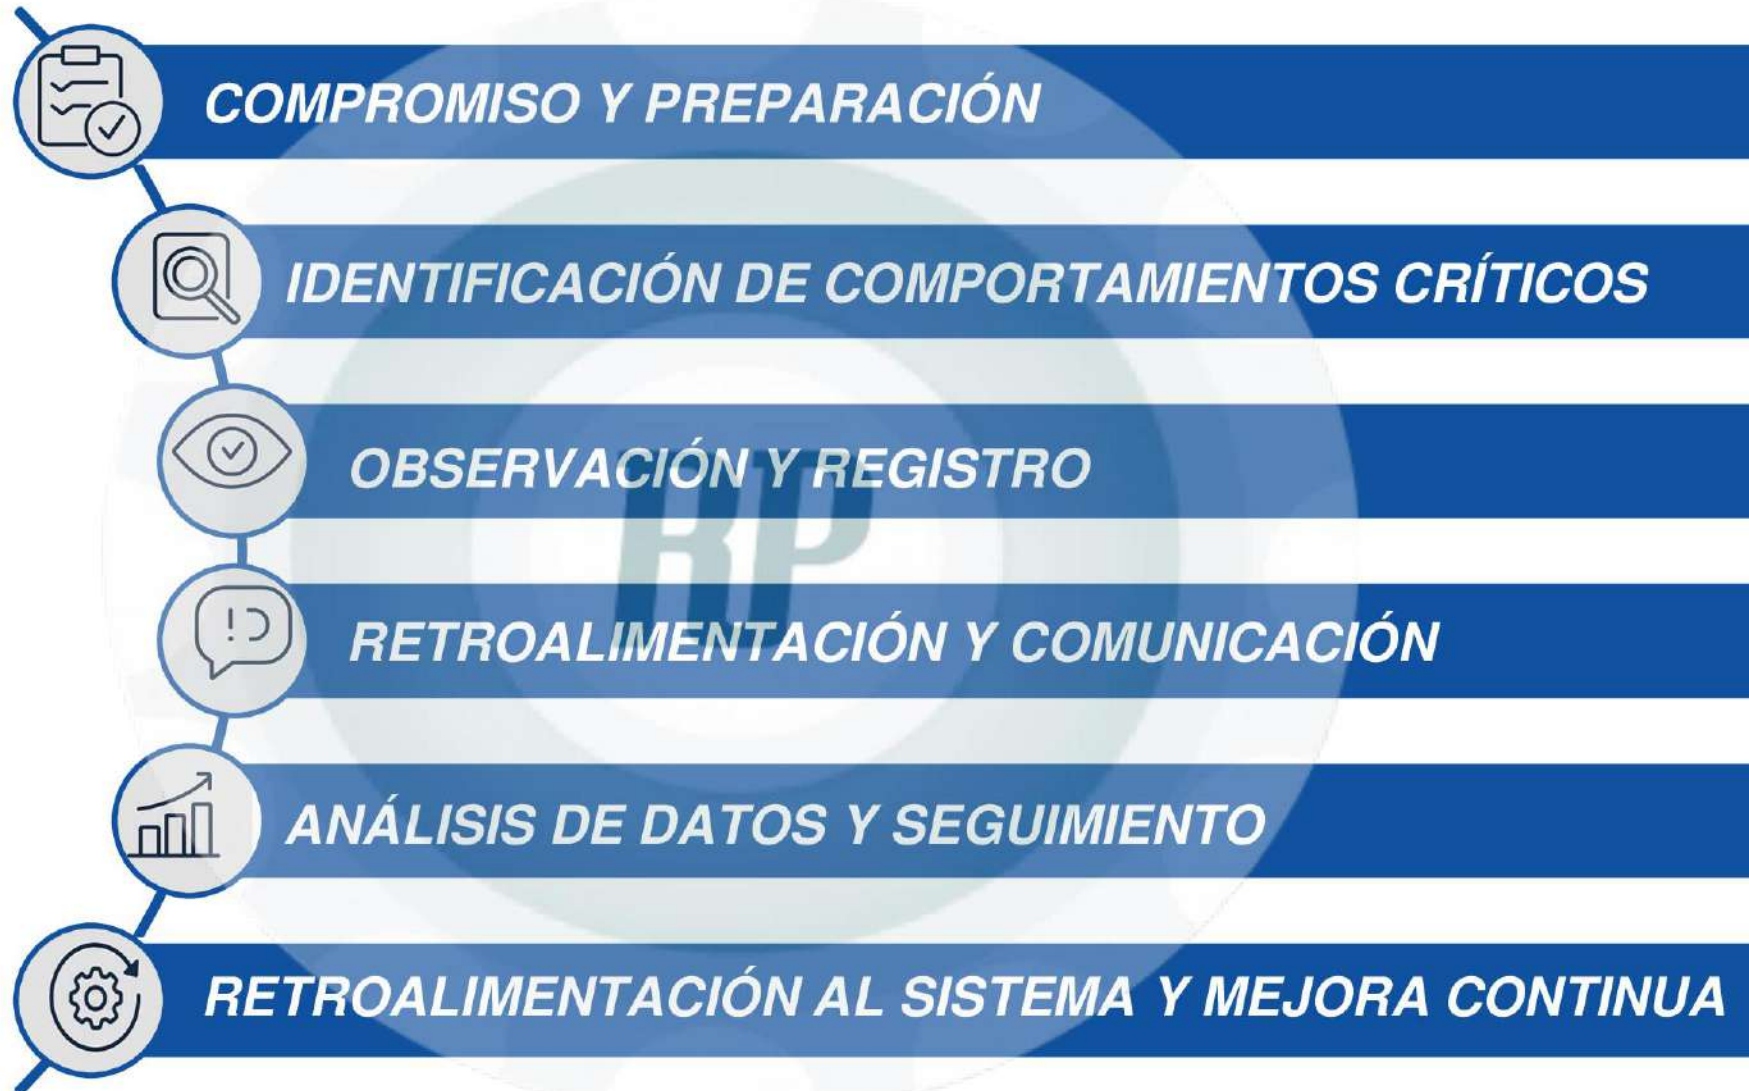 COMPROMISO Y PREPARACIÓN
IDENTIFICACIÓN DE COMPORTAMIENTOS CRÍTICOS
OBSERVACIÓN Y REGISTRO
RP
RETROALIMENTACIÓN Y COMUNICACIÓN
ANÁLISIS DE DATOS Y SEGUIMIENTO
RETROALIMENTACIÓN AL SISTEMA Y MEJORA CONTINUA